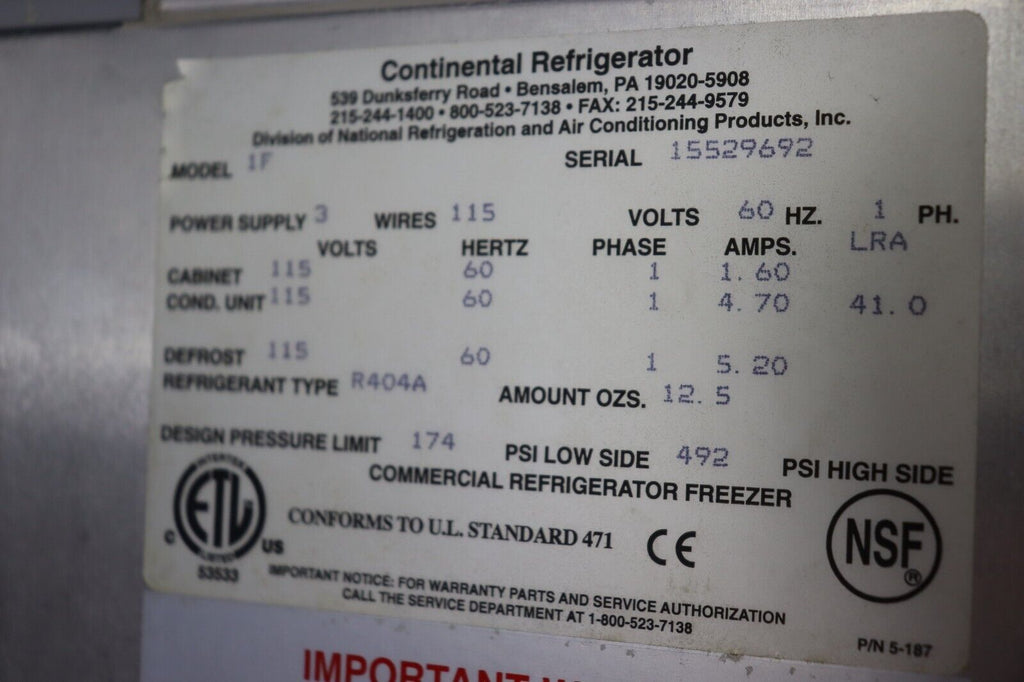 Continental Refrigerator
539 Dunksferry Road • Bensalem, PA 19020-5908
215-244-1400 • 800-523-7138 • FAX: 215-244-9579
Division of National Refrigeration and Air Conditioning Products, Inc.
MODEL 1F SERIAL 15529692
POWER SUPPLY 3 WIRES 115 VOLTS 60 HZ. 1 PH.
VOLTS HERTZ PHASE AMPS. LRA
CABINET 115 60 1 1.60
COND. UNIT 115 60 1 4.70 41.0
DEFROST 115 60 1 5.20
REFRIGERANT TYPE R404A AMOUNT OZS. 12.5
DESIGN PRESSURE LIMIT 174 PSI LOW SIDE 492 PSI HIGH SIDE
COMMERCIAL REFRIGERATOR FREEZER
INTERTEK
ETL
C LISTED US
53533
CONFORMS TO U.L. STANDARD 471
CE
NSF®
IMPORTANT NOTICE: FOR WARRANTY PARTS AND SERVICE AUTHORIZATION
CALL THE SERVICE DEPARTMENT AT 1-800-523-7138
P/N 5-187
IMPORTANT